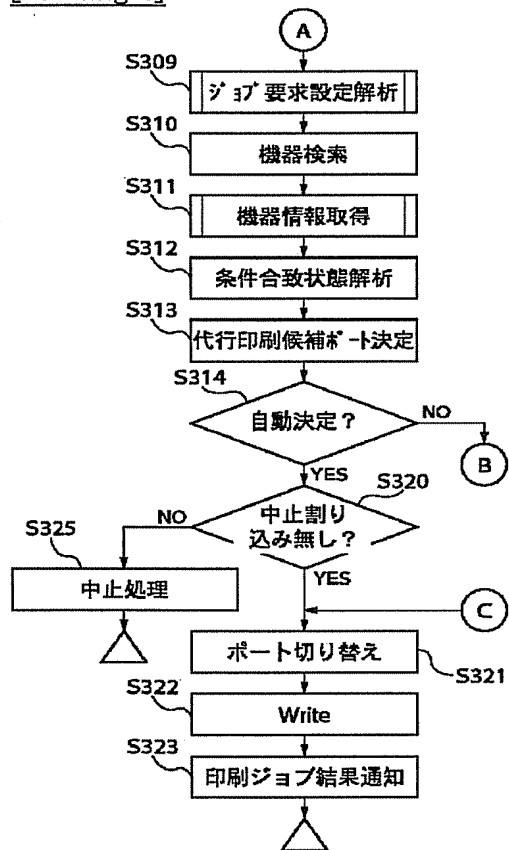 A
S309
ジョブ要求設定解析
S310
機器検索
S311
機器情報取得
S312
条件合致状態解析
S313
代行印刷候補ポート決定
S314
自動決定?
NO
B
YES
S320
中止割り
込み無し?
NO
S325
中止処理
YES
C
ポート切り替え
S321
S322
Write
S323
印刷ジョブ結果通知